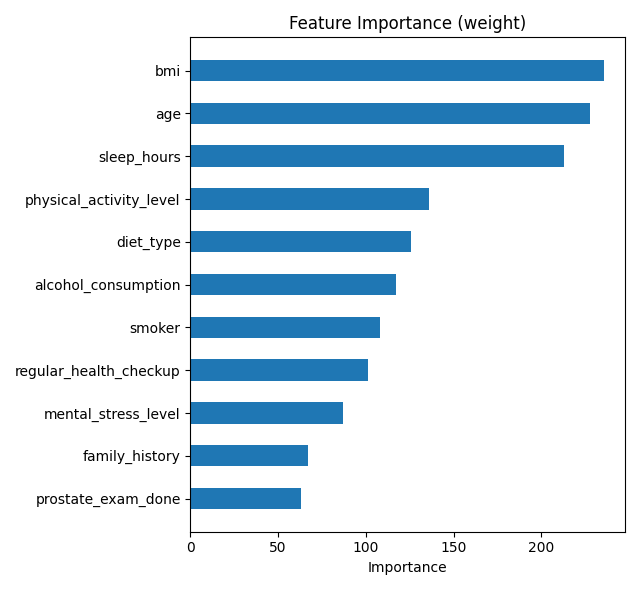 Feature Importance (weight)
bmi
age
sleep_hours
physical_activity_level
diet_type
alcohol_consumption
smoker
regular_health_checkup
mental_stress_level
family_history
prostate_exam_done
0 50 100 150 200
Importance